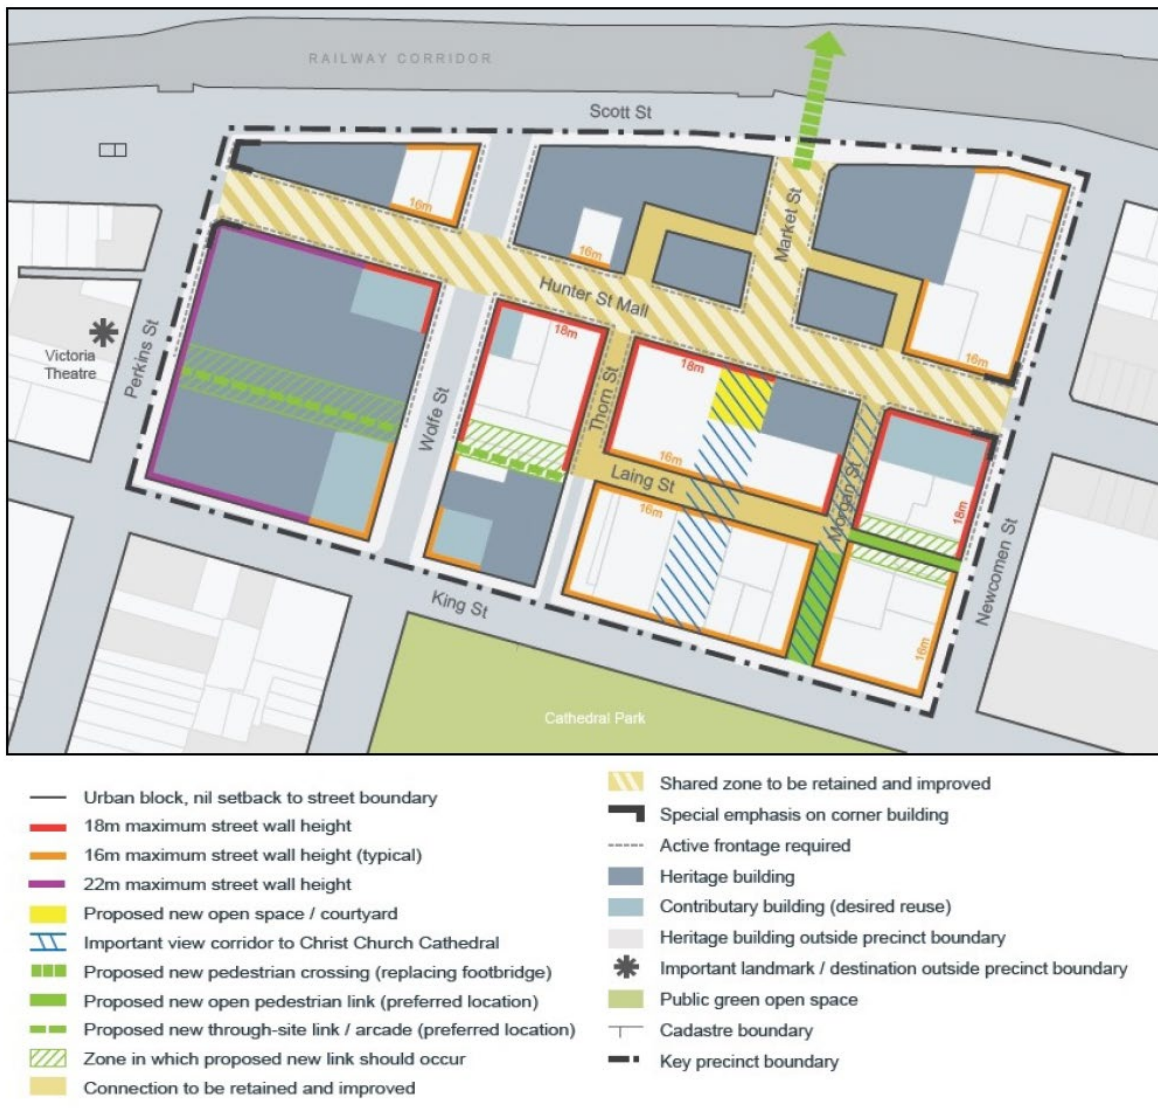 RAILWAY CORRIDOR
Scott St
Market St
16m
16m
Hunter St Mall
Perkins St
Victoria
Theatre
Wolfe St
18m
Thorn St
18m
16m
16m
Laing St
16m
Morgan St
18m
Newcomen St
16m
King St
Cathedral Park
Urban block, nil setback to street boundary
18m maximum street wall height
16m maximum street wall height (typical)
22m maximum street wall height
Proposed new open space / courtyard
Important view corridor to Christ Church Cathedral
Proposed new pedestrian crossing (replacing footbridge)
Proposed new open pedestrian link (preferred location)
Proposed new through-site link / arcade (preferred location)
Zone in which proposed new link should occur
Connection to be retained and improved
Shared zone to be retained and improved
Special emphasis on corner building
Active frontage required
Heritage building
Contributary building (desired reuse)
Heritage building outside precinct boundary
Important landmark / destination outside precinct boundary
Public green open space
Cadastre boundary
Key precinct boundary